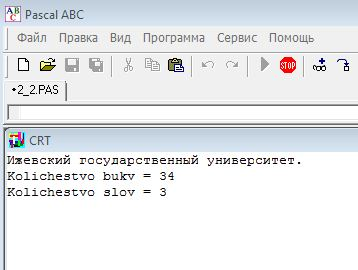 Pascal ABC
Файл Правка Вид Программа Сервис Помощь
•2_2.PAS
CRT
Ижевский государственный университет.
Kolichestvo bukv = 34
Kolichestvo slov = 3